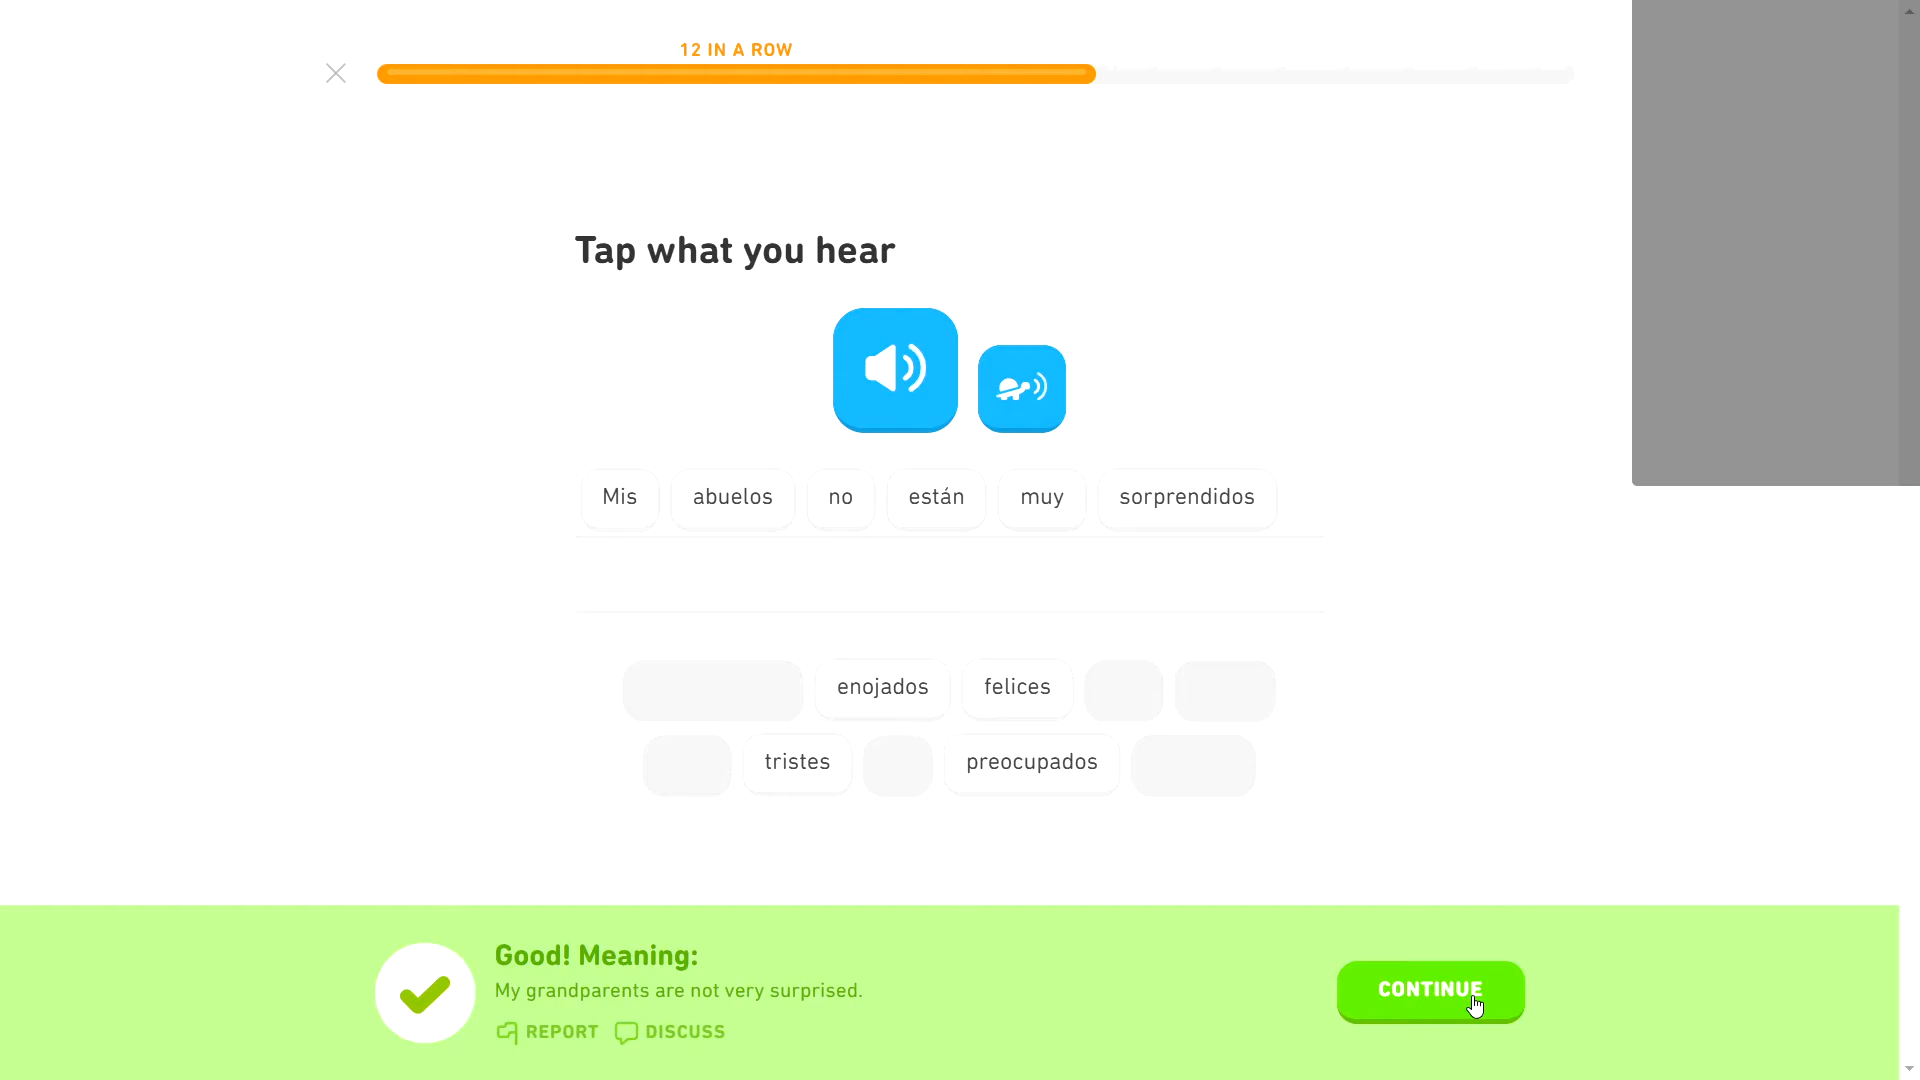 12 IN A ROW
Tap what you hear
Mis abuelos no están muy sorprendidos
enojados felices
tristes preocupados
Good! Meaning:
My grandparents are not very surprised.
REPORT DISCUSS
CONTINUE